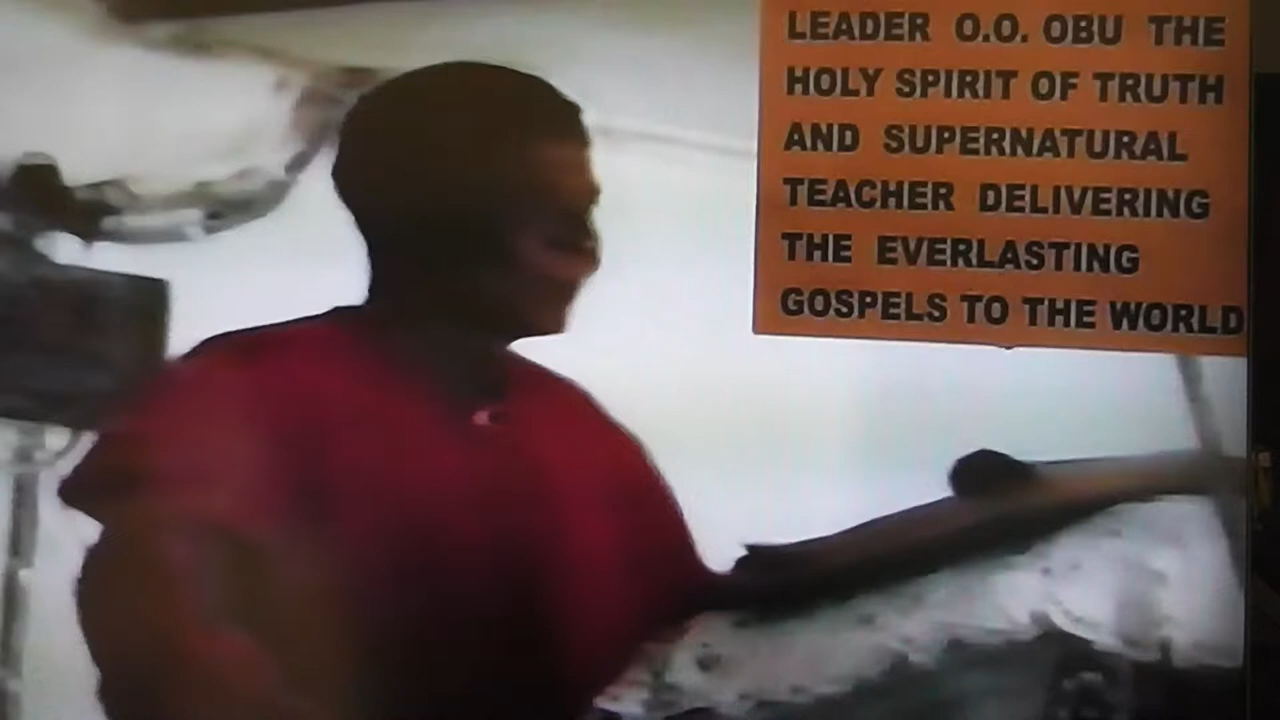 LEADER O.O. OBU THE
HOLY SPIRIT OF TRUTH
AND SUPERNATURAL
TEACHER DELIVERING
THE EVERLASTING
GOSPELS TO THE WORLD